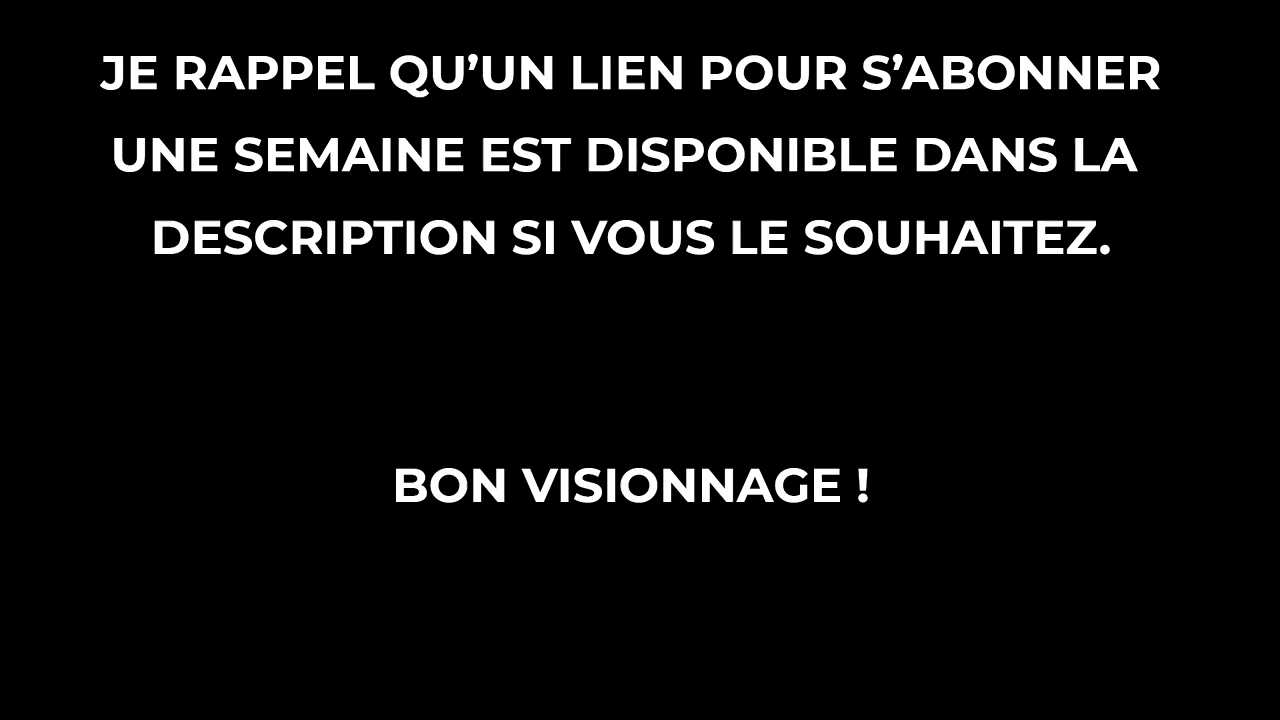 JE RAPPEL QU’UN LIEN POUR S’ABONNER
UNE SEMAINE EST DISPONIBLE DANS LA
DESCRIPTION SI VOUS LE SOUHAITEZ.
BON VISIONNAGE !